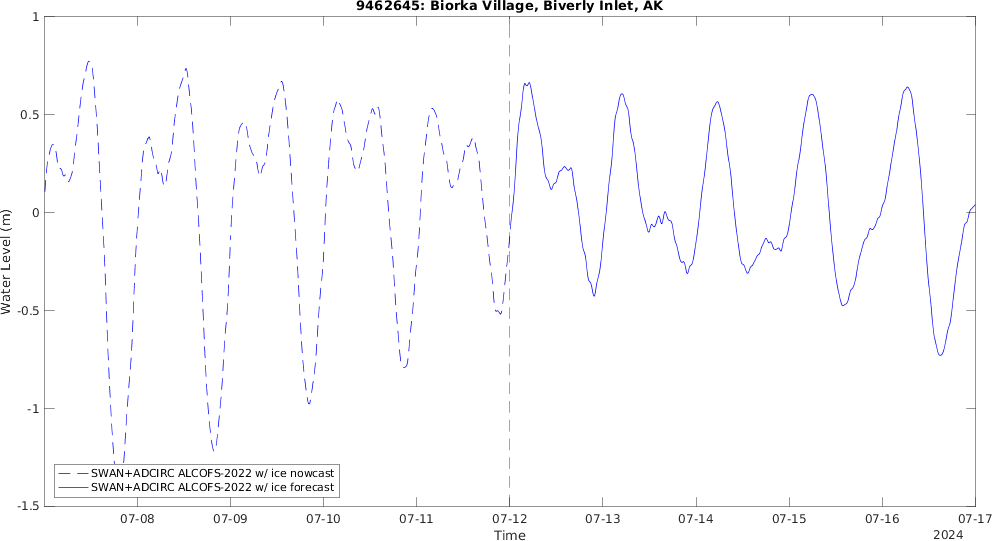 9462645: Biorka Village, Biverly Inlet, AK
Water Level (m)
1
0.5
0
-0.5
-1
-1.5
SWAN+ADCIRC ALCOFS-2022 w/ ice nowcast
SWAN+ADCIRC ALCOFS-2022 w/ ice forecast
07-08 07-09 07-10 07-11 07-12 07-13 07-14 07-15 07-16 07-17
Time
2024